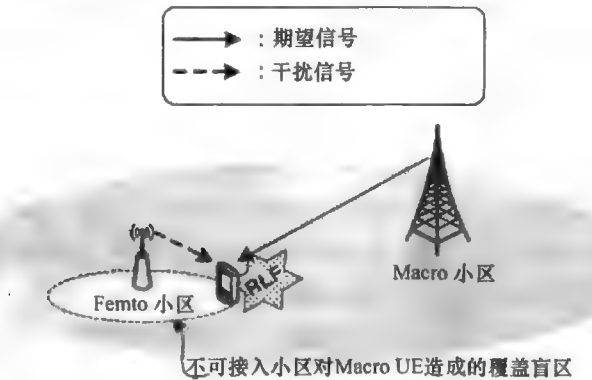 ：期望信号
：干扰信号
RLF
Macro 小区
Femto 小区
不可接入小区对Macro UE造成的覆盖盲区